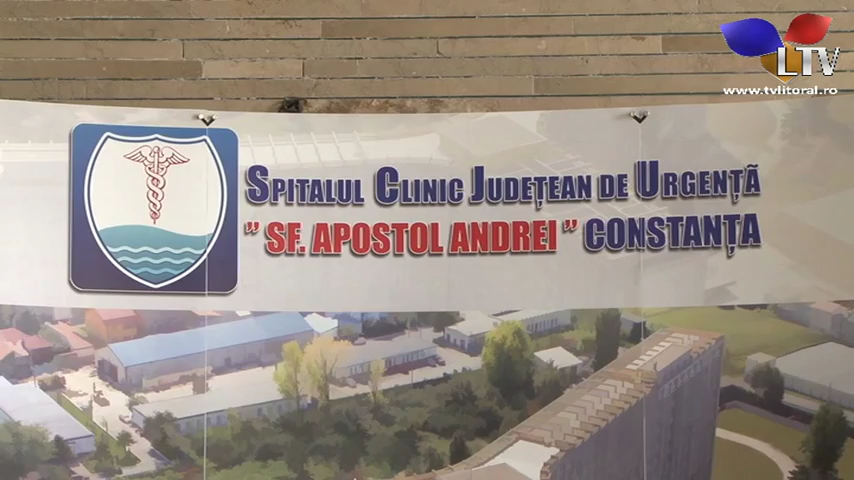 LTV
www.tvlitoral.ro
SPITALUL CLINIC JUDEȚEAN DE URGENȚĂ
" SF. APOSTOL ANDREI " CONSTANȚA